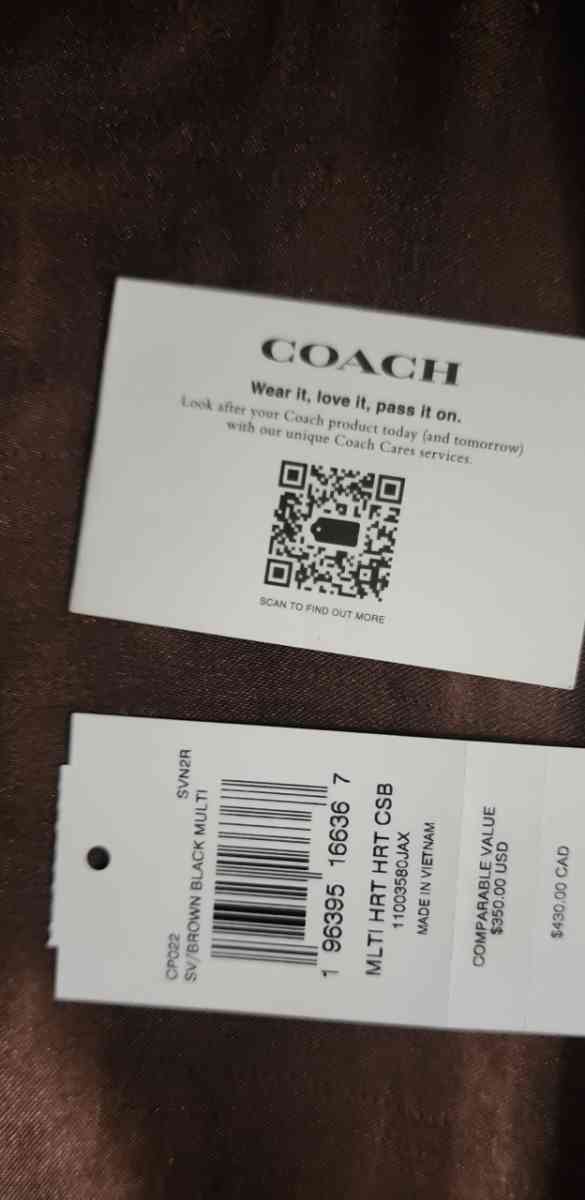 COACH
Wear it, love it, pass it on.
Look after your Coach product today (and tomorrow)
with our unique Coach Cares services.
SCAN TO FIND OUT MORE
CP022 SVN2R
SV/BROWN BLACK MULTI
1 96395 16636 7
MLTI HRT HRT CSB
11003580JAX
MADE IN VIETNAM
COMPARABLE VALUE
$350.00 USD
$430.00 CAD